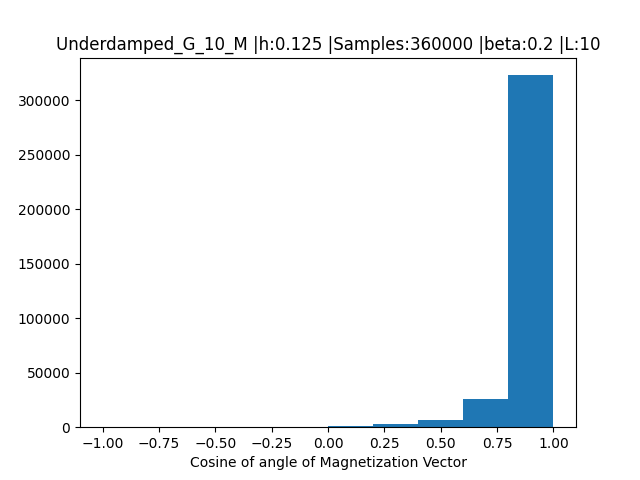 Underdamped_G_10_M |h:0.125 |Samples:360000 |beta:0.2 |L:10
300000
250000
200000
150000
100000
50000
0
−1.00 −0.75 −0.50 −0.25 0.00 0.25 0.50 0.75 1.00
Cosine of angle of Magnetization Vector